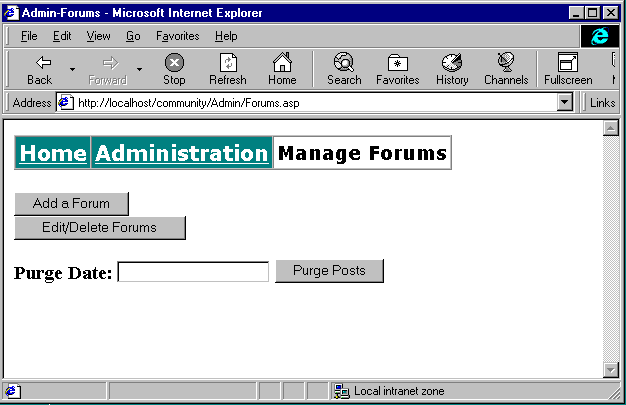 Admin-Forums - Microsoft Internet Explorer
File Edit View Go Favorites Help
Back Forward Stop Refresh Home Search Favorites History Channels Fullscreen
Address http://localhost/community/Admin/Forums.asp Links
Home Administration Manage Forums
Add a Forum
Edit/Delete Forums
Purge Date: Purge Posts
Local intranet zone